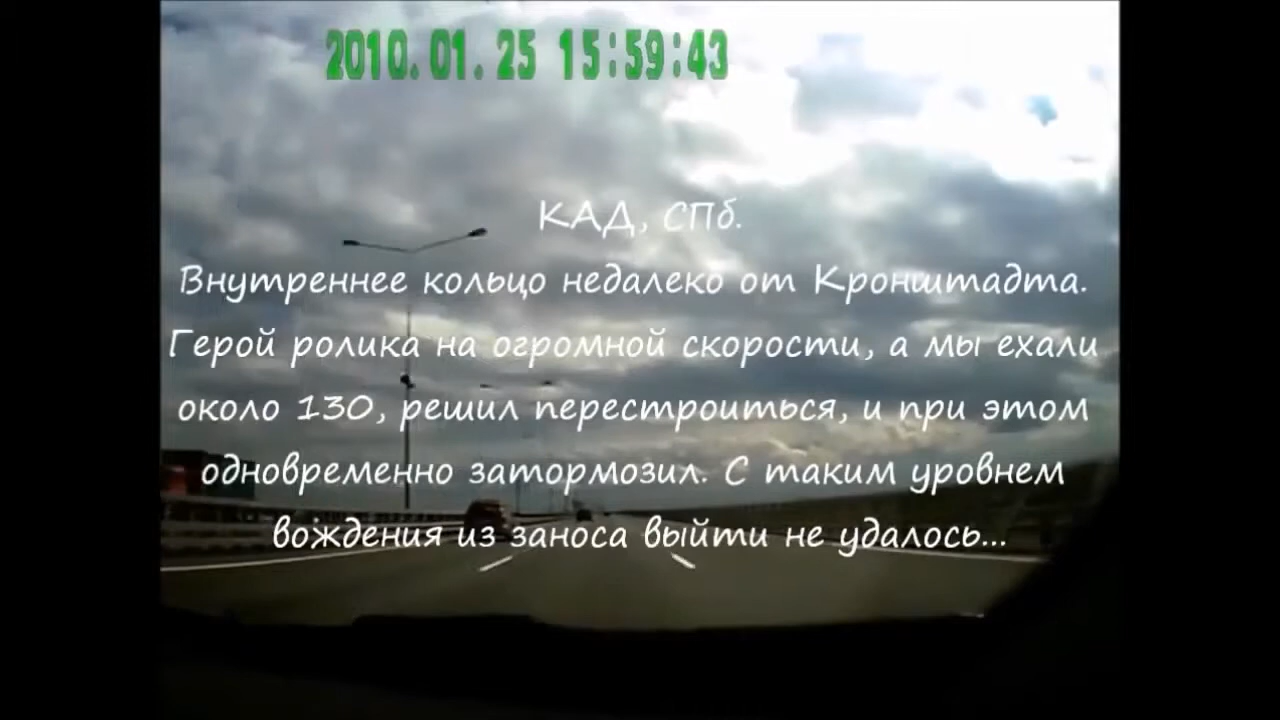 2010.01.25 15:59:43
КАД, СПб.
Внутреннее кольцо недалеко от Кронштадта.
Герой ролика на огромной скорости, а мы ехали
около 130, решил перестроиться, и при этом
одновременно затормозил. С таким уровнем
вождения из заноса выйти не удалось...